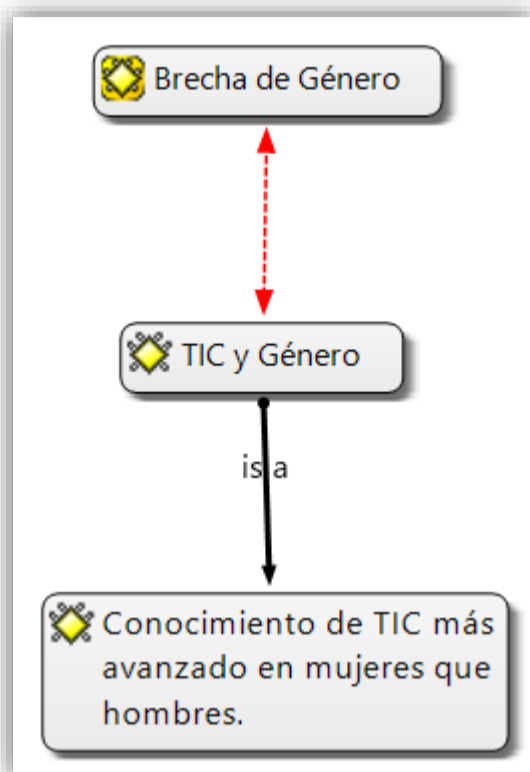 Brecha de Género
TIC y Género
is a
Conocimiento de TIC más
avanzado en mujeres que
hombres.